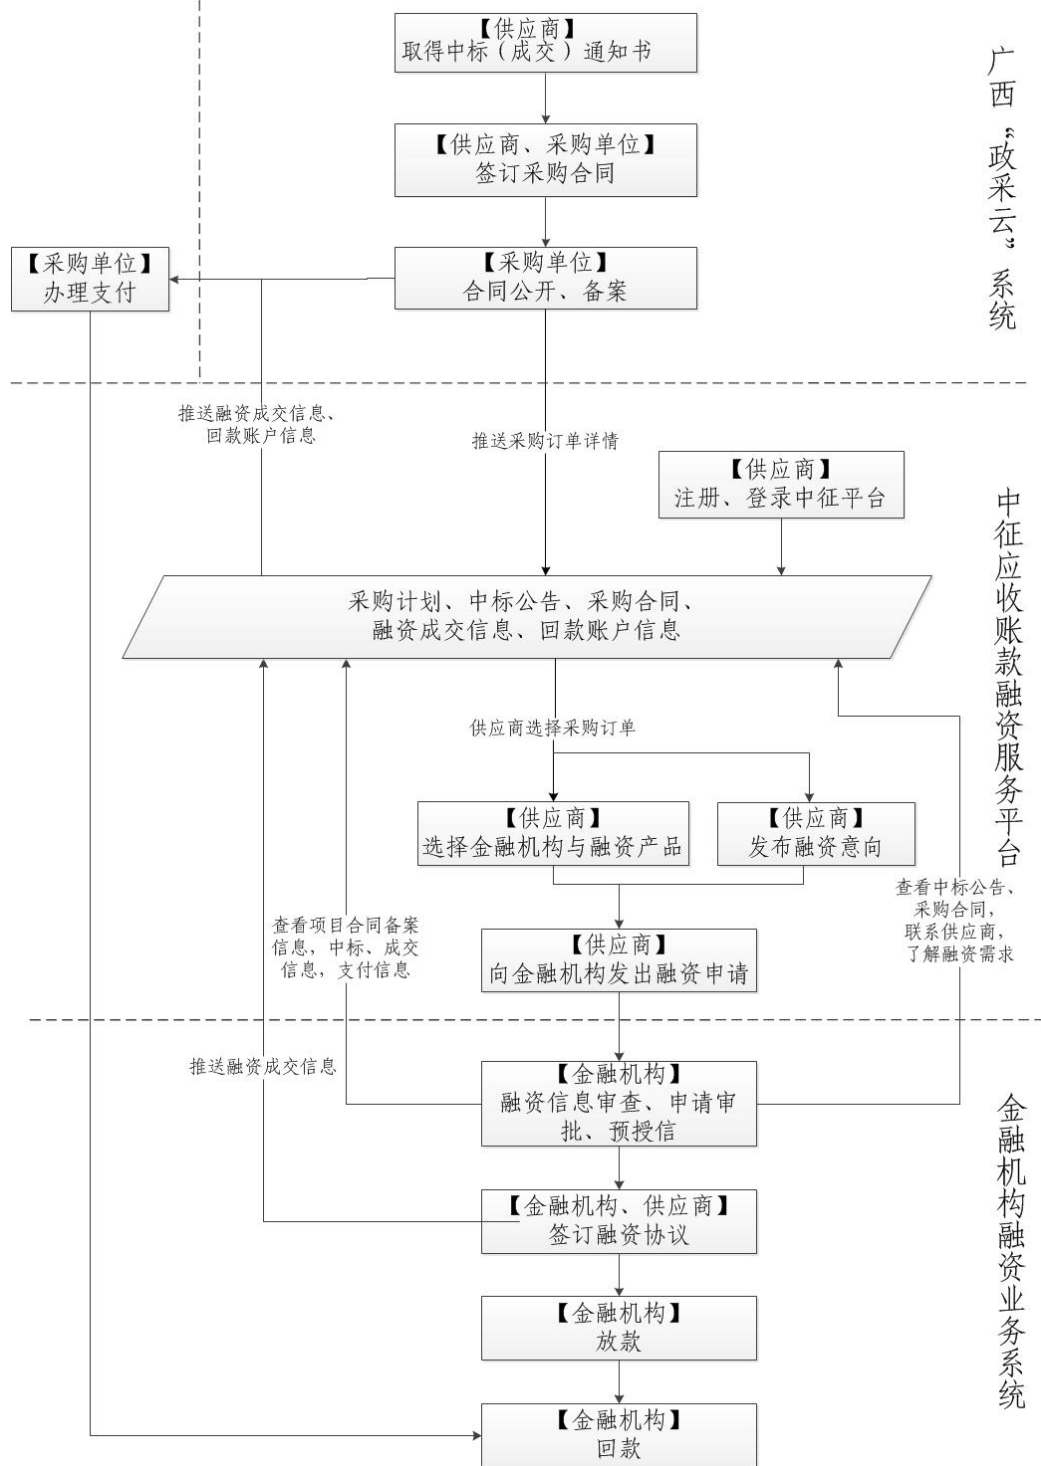 【供应商】
取得中标（成交）通知书
【供应商、采购单位】
签订采购合同
【采购单位】
办理支付
【采购单位】
合同公开、备案
广西“政采云”系统
推送融资成交信息、
回款账户信息
推送采购订单详情
【供应商】
注册、登录中征平台
采购计划、中标公告、采购合同、
融资成交信息、回款账户信息
中征应收账款融资服务平台
供应商选择采购订单
【供应商】
选择金融机构与融资产品
【供应商】
发布融资意向
查看项目合同备案
信息，中标、成交
信息，支付信息
【供应商】
向金融机构发出融资申请
查看中标公告、
采购合同，
联系供应商，
了解融资需求
推送融资成交信息
【金融机构】
融资信息审查、申请审
批、预授信
【金融机构、供应商】
签订融资协议
【金融机构】
放款
【金融机构】
回款
金融机构融资业务系统